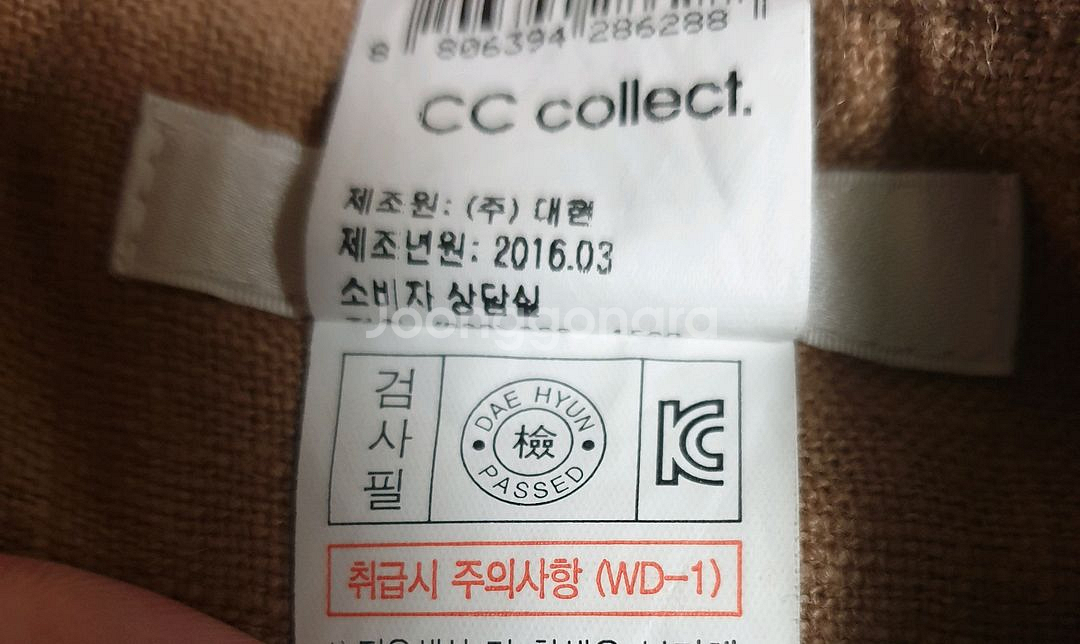 8 806394 286288
CC collect.
제조원: (주) 대현
제조년월: 2016.03
소비자 상담실
Joonggonara
검사필
DAE HYUN
檢
PASSED
KC
취급시 주의사항 (WD-1)